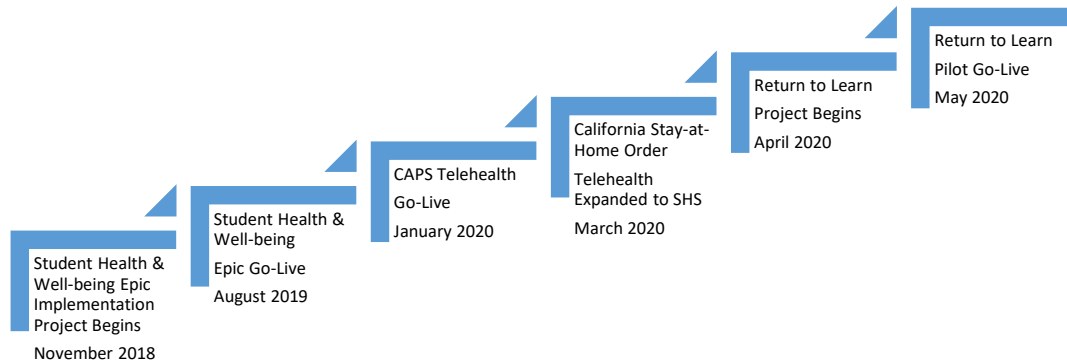 Student Health &
Well-being Epic
Implementation
Project Begins
November 2018
Student Health &
Well-being
Epic Go-Live
August 2019
CAPS Telehealth
Go-Live
January 2020
California Stay-at-
Home Order
Telehealth
Expanded to SHS
March 2020
Return to Learn
Project Begins
April 2020
Return to Learn
Pilot Go-Live
May 2020